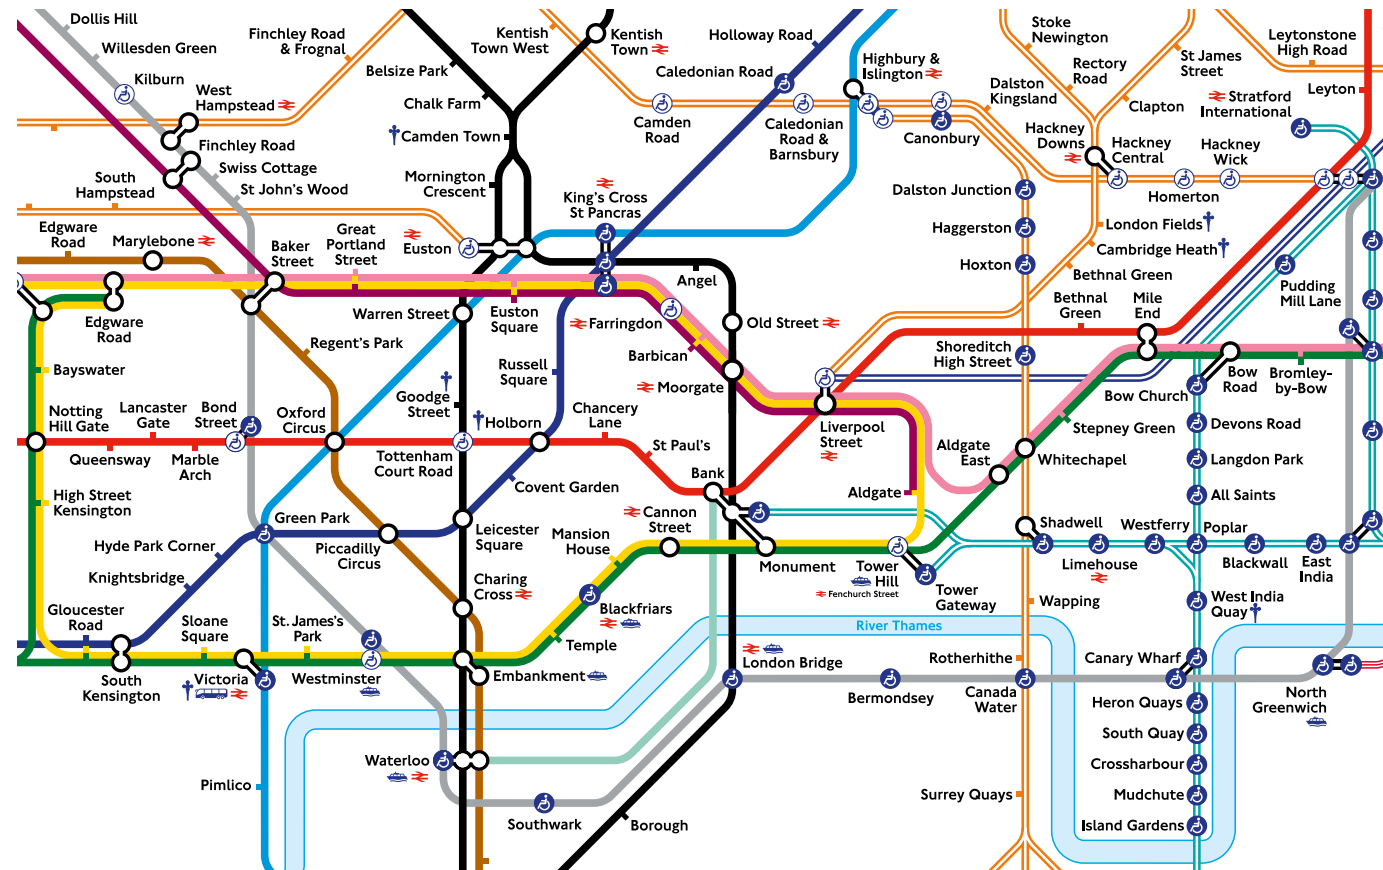 Dollis Hill
Willesden Green
Kilburn
West
Hampstead
Finchley Road
& Frognal
Finchley Road
Swiss Cottage
St John's Wood
South
Hampstead
Edgware
Road
Marylebone
Baker
Street
Great
Portland
Street
Edgware
Road
Belsize Park
Chalk Farm
Camden Town
Mornington
Crescent
Euston
Kentish
Town West
Kentish
Town
Holloway Road
Caledonian Road
Camden
Road
Caledonian
Road &
Barnsbury
Highbury &
Islington
Canonbury
Dalston
Kingsland
Stoke
Newington
Rectory
Road
St James
Street
Clapton
Leytonstone
High Road
Leyton
Stratford
International
Hackney
Downs
Hackney
Central
Hackney
Wick
Homerton
King's Cross
St Pancras
Angel
Dalston Junction
Haggerston
Hoxton
London Fields
Cambridge Heath
Bethnal Green
Bethnal
Green
Mile
End
Pudding
Mill Lane
Warren Street
Euston
Square
Farringdon
Old Street
Barbican
Moorgate
Russell
Square
Regent's Park
Goodge
Street
Shoreditch
High Street
Liverpool
Street
Bow Church
Bow
Road
Bromley-
by-Bow
Bayswater
Notting
Hill Gate
Lancaster
Gate
Bond
Street
Oxford
Circus
Queensway
Marble
Arch
Tottenham
Court Road
Holborn
Chancery
Lane
St Paul's
Bank
Covent Garden
Aldgate
Aldgate
East
Whitechapel
Stepney Green
Devons Road
Langdon Park
All Saints
High Street
Kensington
Hyde Park Corner
Knightsbridge
Green Park
Piccadilly
Circus
Leicester
Square
Mansion
House
Cannon
Street
Monument
Tower
Hill
Fenchurch Street
Tower
Gateway
Shadwell
Limehouse
Westferry
Poplar
Blackwall
East
India
Gloucester
Road
Sloane
Square
St. James's
Park
Charing
Cross
Blackfriars
Temple
South
Kensington
Victoria
Westminster
Embankment
River Thames
London Bridge
Bermondsey
Wapping
Rotherhithe
Canada
Water
West India
Quay
Canary Wharf
North
Greenwich
Heron Quays
South Quay
Crossharbour
Mudchute
Island Gardens
Pimlico
Waterloo
Southwark
Borough
Surrey Quays